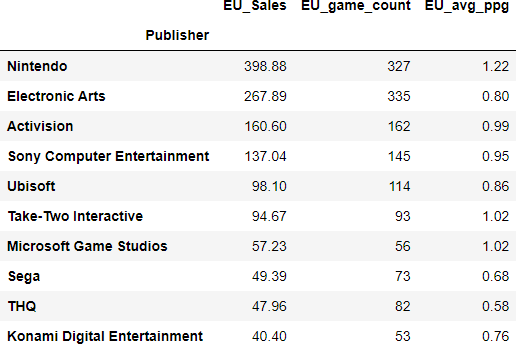 EU_Sales EU_game_count EU_avg_ppg
Publisher
Nintendo 398.88 327 1.22
Electronic Arts 267.89 335 0.80
Activision 160.60 162 0.99
Sony Computer Entertainment 137.04 145 0.95
Ubisoft 98.10 114 0.86
Take-Two Interactive 94.67 93 1.02
Microsoft Game Studios 57.23 56 1.02
Sega 49.39 73 0.68
THQ 47.96 82 0.58
Konami Digital Entertainment 40.40 53 0.76